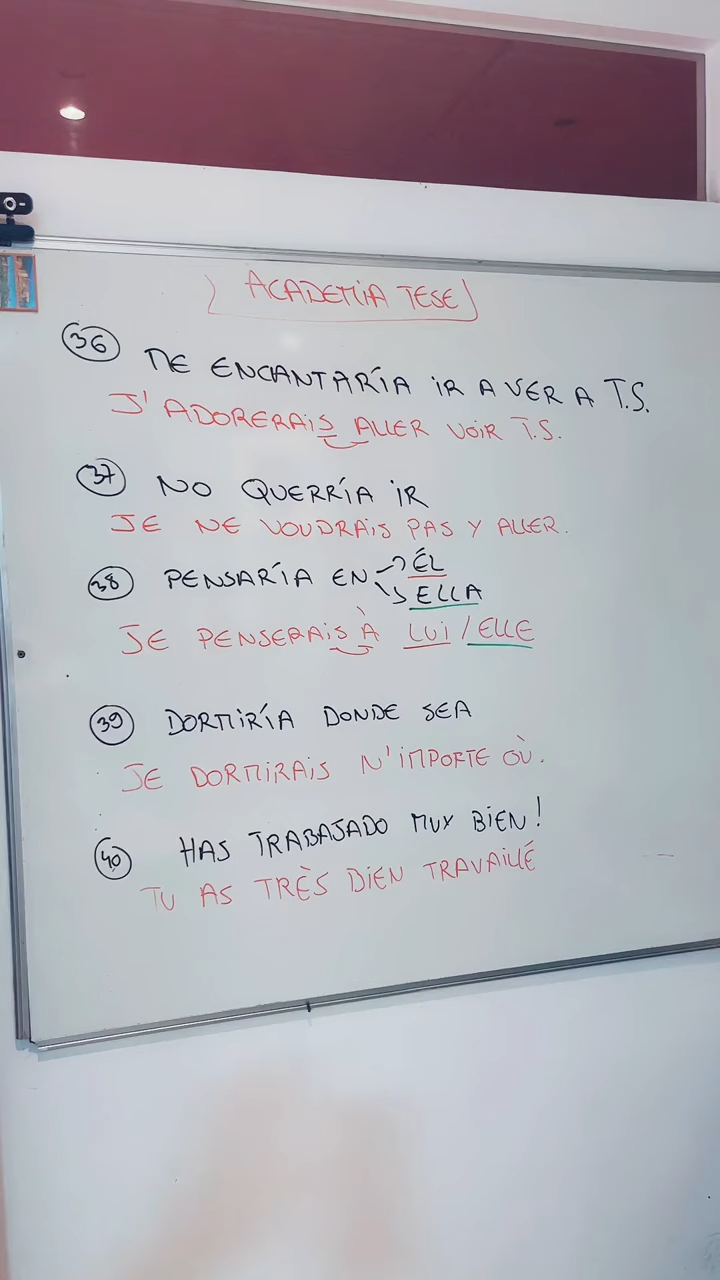 ACADEMIA TESE
36 ME ENCANTARÍA IR A VER A T.S.
J'ADORERAIS ALLER VOIR T.S.
37 NO QUERRÍA IR
JE NE VOUDRAIS PAS Y ALLER.
38 PENSARÍA EN ÉL
ELLA
JE PENSERAIS À LUI / ELLE
39 DORMIRÍA DONDE SEA
JE DORMIRAIS N'IMPORTE OÙ.
40 HAS TRABAJADO MUY BIEN!
TU AS TRÈS BIEN TRAVAILLÉ